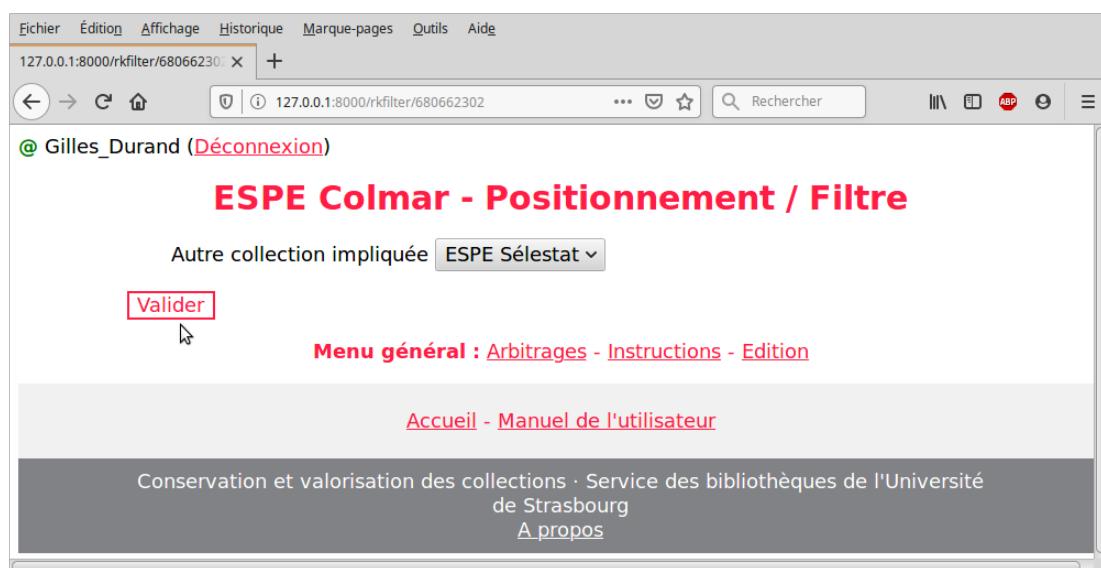 Fichier Édition Affichage Historique Marque-pages Outils Aide
127.0.0.1:8000/rkfilter/680662302
127.0.0.1:8000/rkfilter/680662302 Rechercher ABP
@ Gilles_Durand (Déconnexion)
ESPE Colmar - Positionnement / Filtre
Autre collection impliquée ESPE Sélestat
Valider
Menu général : Arbitrages - Instructions - Edition
Accueil - Manuel de l'utilisateur
Conservation et valorisation des collections · Service des bibliothèques de l'Université
de Strasbourg
A propos